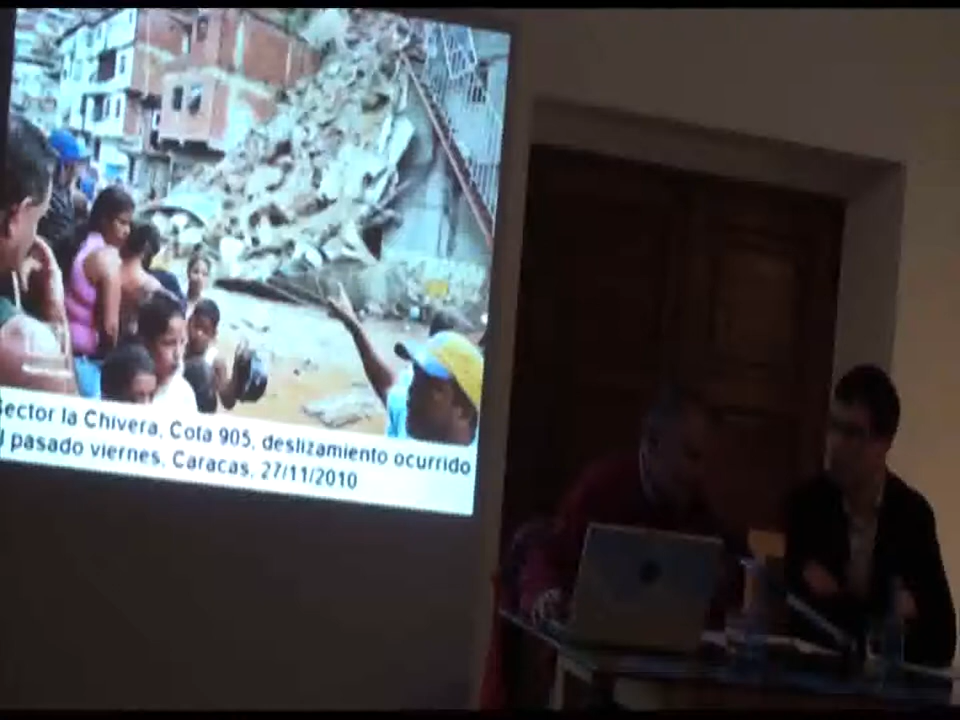 Sector la Chivera, Cota 905, deslizamiento ocurrido
pasado viernes, Caracas, 27/11/2010